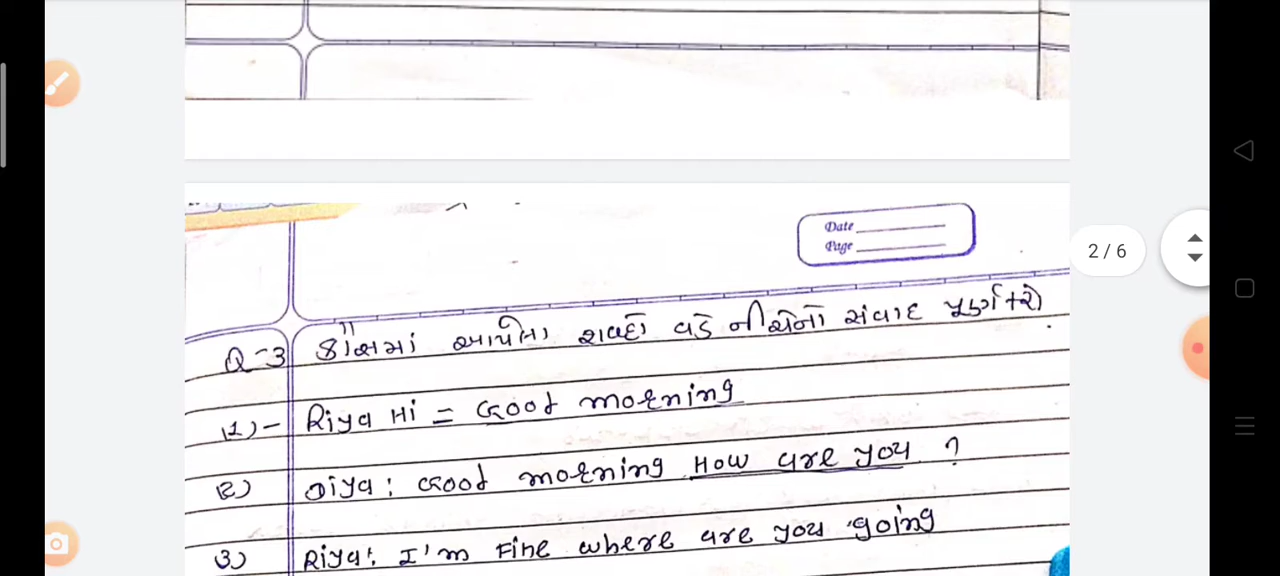 Date
Page
2 / 6
Q-3 કૌંસમાં આપેલા શબ્દો વડે નીચેનો સંવાદ પૂર્ણ કરો.
(1)- Riya Hi = Good morning
(2) Diya: Good morning How are you ?
(3) Riya: I'm Fine where are you going